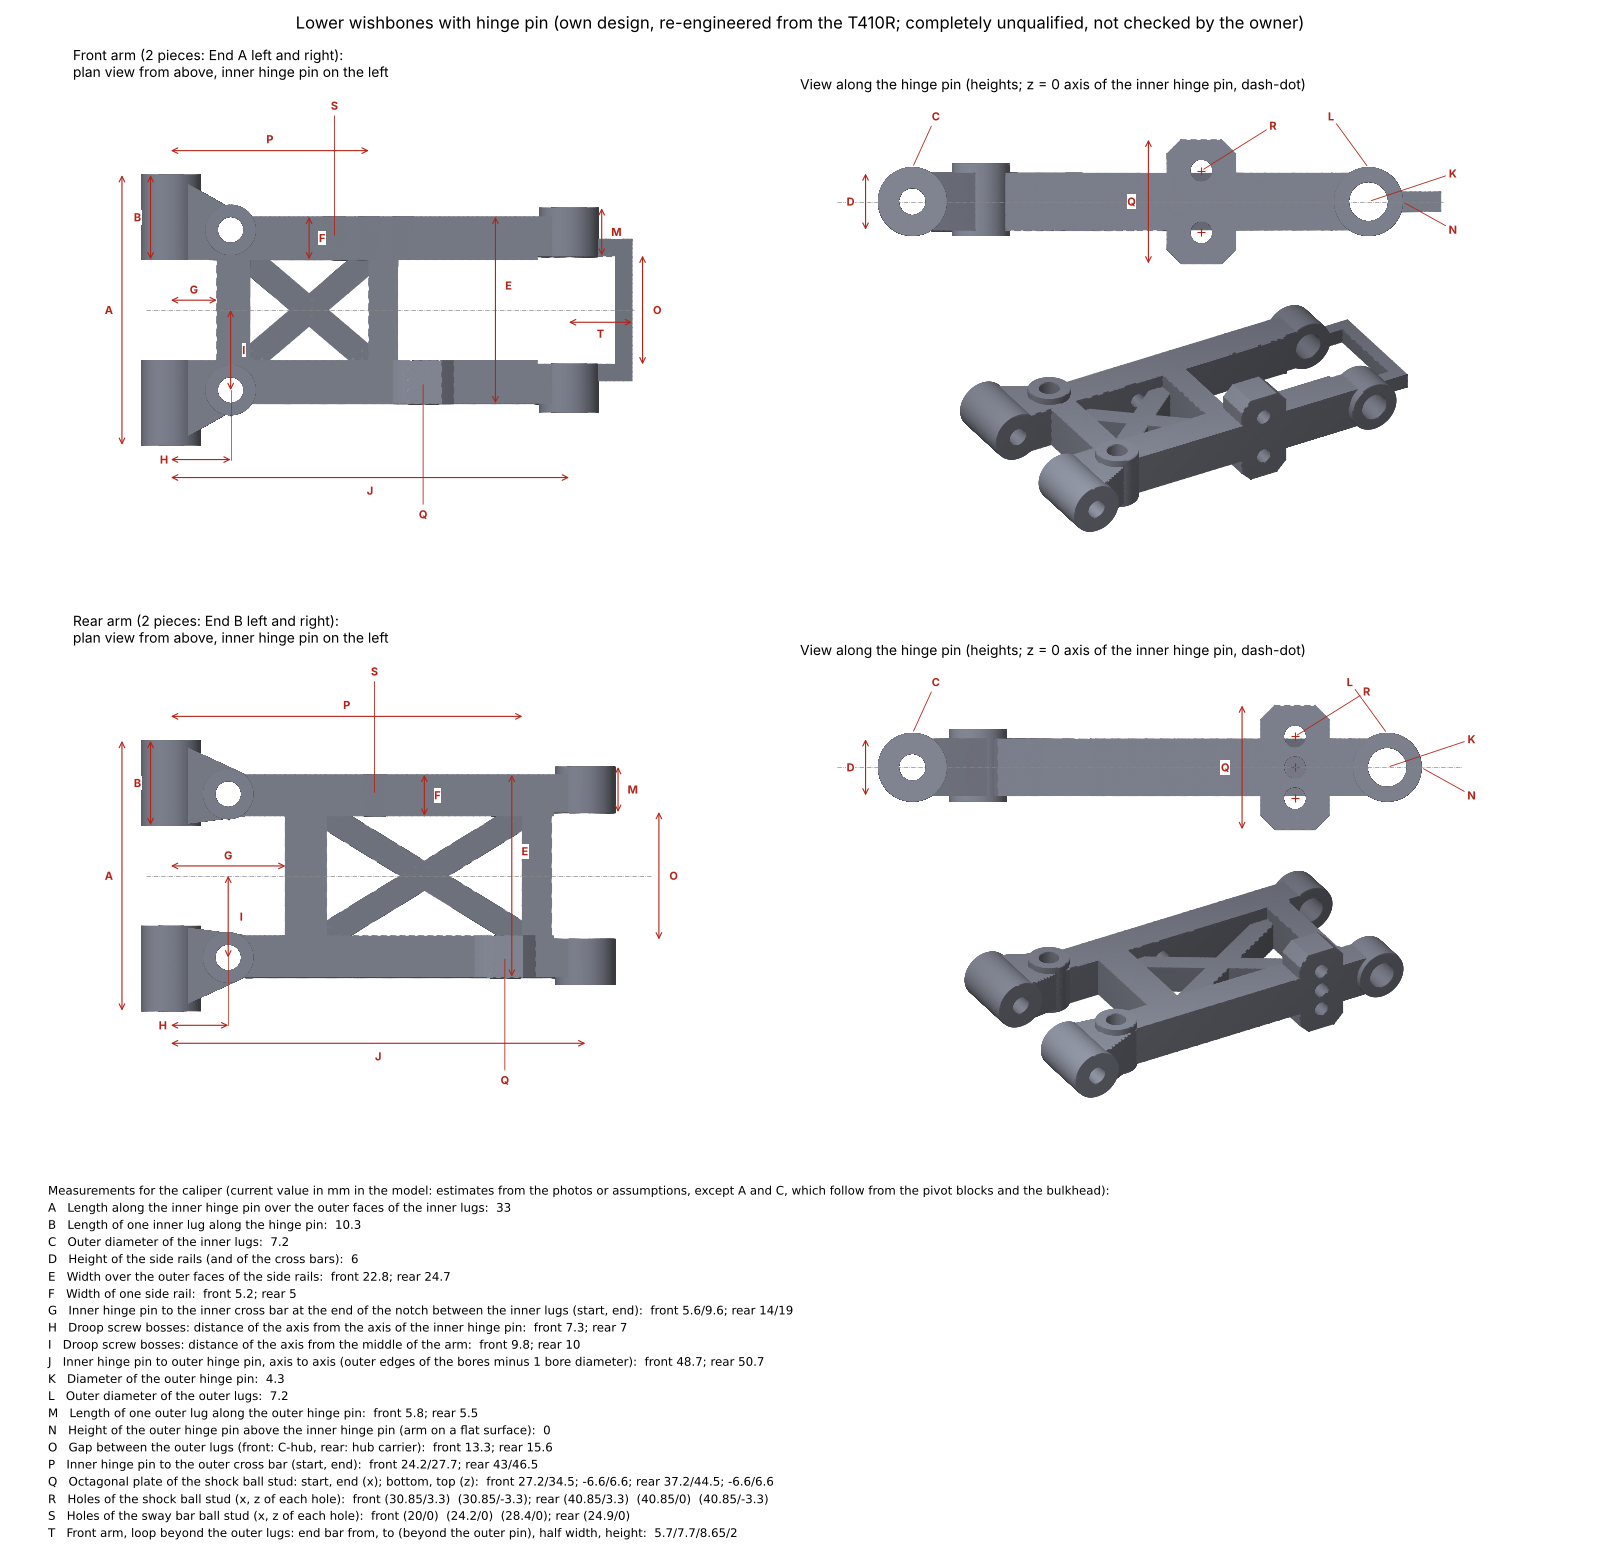 Lower wishbones with hinge pin (own design, re-engineered from the T410R; completely unqualified, not checked by the owner)
Front arm (2 pieces: End A left and right):
plan view from above, inner hinge pin on the left
View along the hinge pin (heights; z = 0 axis of the inner hinge pin, dash-dot)
S
P
B
F
M
G
E
A
O
T
I
H
J
Q
C
R
L
K
D
Q
N
Rear arm (2 pieces: End B left and right):
plan view from above, inner hinge pin on the left
View along the hinge pin (heights; z = 0 axis of the inner hinge pin, dash-dot)
S
P
B
F
M
G
E
A
O
I
H
J
Q
C
L
R
K
D
Q
N
Measurements for the caliper (current value in mm in the model: estimates from the photos or assumptions, except A and C, which follow from the pivot blocks and the bulkhead):
A Length along the inner hinge pin over the outer faces of the inner lugs: 33
B Length of one inner lug along the hinge pin: 10.3
C Outer diameter of the inner lugs: 7.2
D Height of the side rails (and of the cross bars): 6
E Width over the outer faces of the side rails: front 22.8; rear 24.7
F Width of one side rail: front 5.2; rear 5
G Inner hinge pin to the inner cross bar at the end of the notch between the inner lugs (start, end): front 5.6/9.6; rear 14/19
H Droop screw bosses: distance of the axis from the axis of the inner hinge pin: front 7.3; rear 7
I Droop screw bosses: distance of the axis from the middle of the arm: front 9.8; rear 10
J Inner hinge pin to outer hinge pin, axis to axis (outer edges of the bores minus 1 bore diameter): front 48.7; rear 50.7
K Diameter of the outer hinge pin: 4.3
L Outer diameter of the outer lugs: 7.2
M Length of one outer lug along the outer hinge pin: front 5.8; rear 5.5
N Height of the outer hinge pin above the inner hinge pin (arm on a flat surface): 0
O Gap between the outer lugs (front: C-hub, rear: hub carrier): front 13.3; rear 15.6
P Inner hinge pin to the outer cross bar (start, end): front 24.2/27.7; rear 43/46.5
Q Octagonal plate of the shock ball stud: start, end (x); bottom, top (z): front 27.2/34.5; -6.6/6.6; rear 37.2/44.5; -6.6/6.6
R Holes of the shock ball stud (x, z of each hole): front (30.85/3.3) (30.85/-3.3); rear (40.85/3.3) (40.85/0) (40.85/-3.3)
S Holes of the sway bar ball stud (x, z of each hole): front (20/0) (24.2/0) (28.4/0); rear (24.9/0)
T Front arm, loop beyond the outer lugs: end bar from, to (beyond the outer pin), half width, height: 5.7/7.7/8.65/2